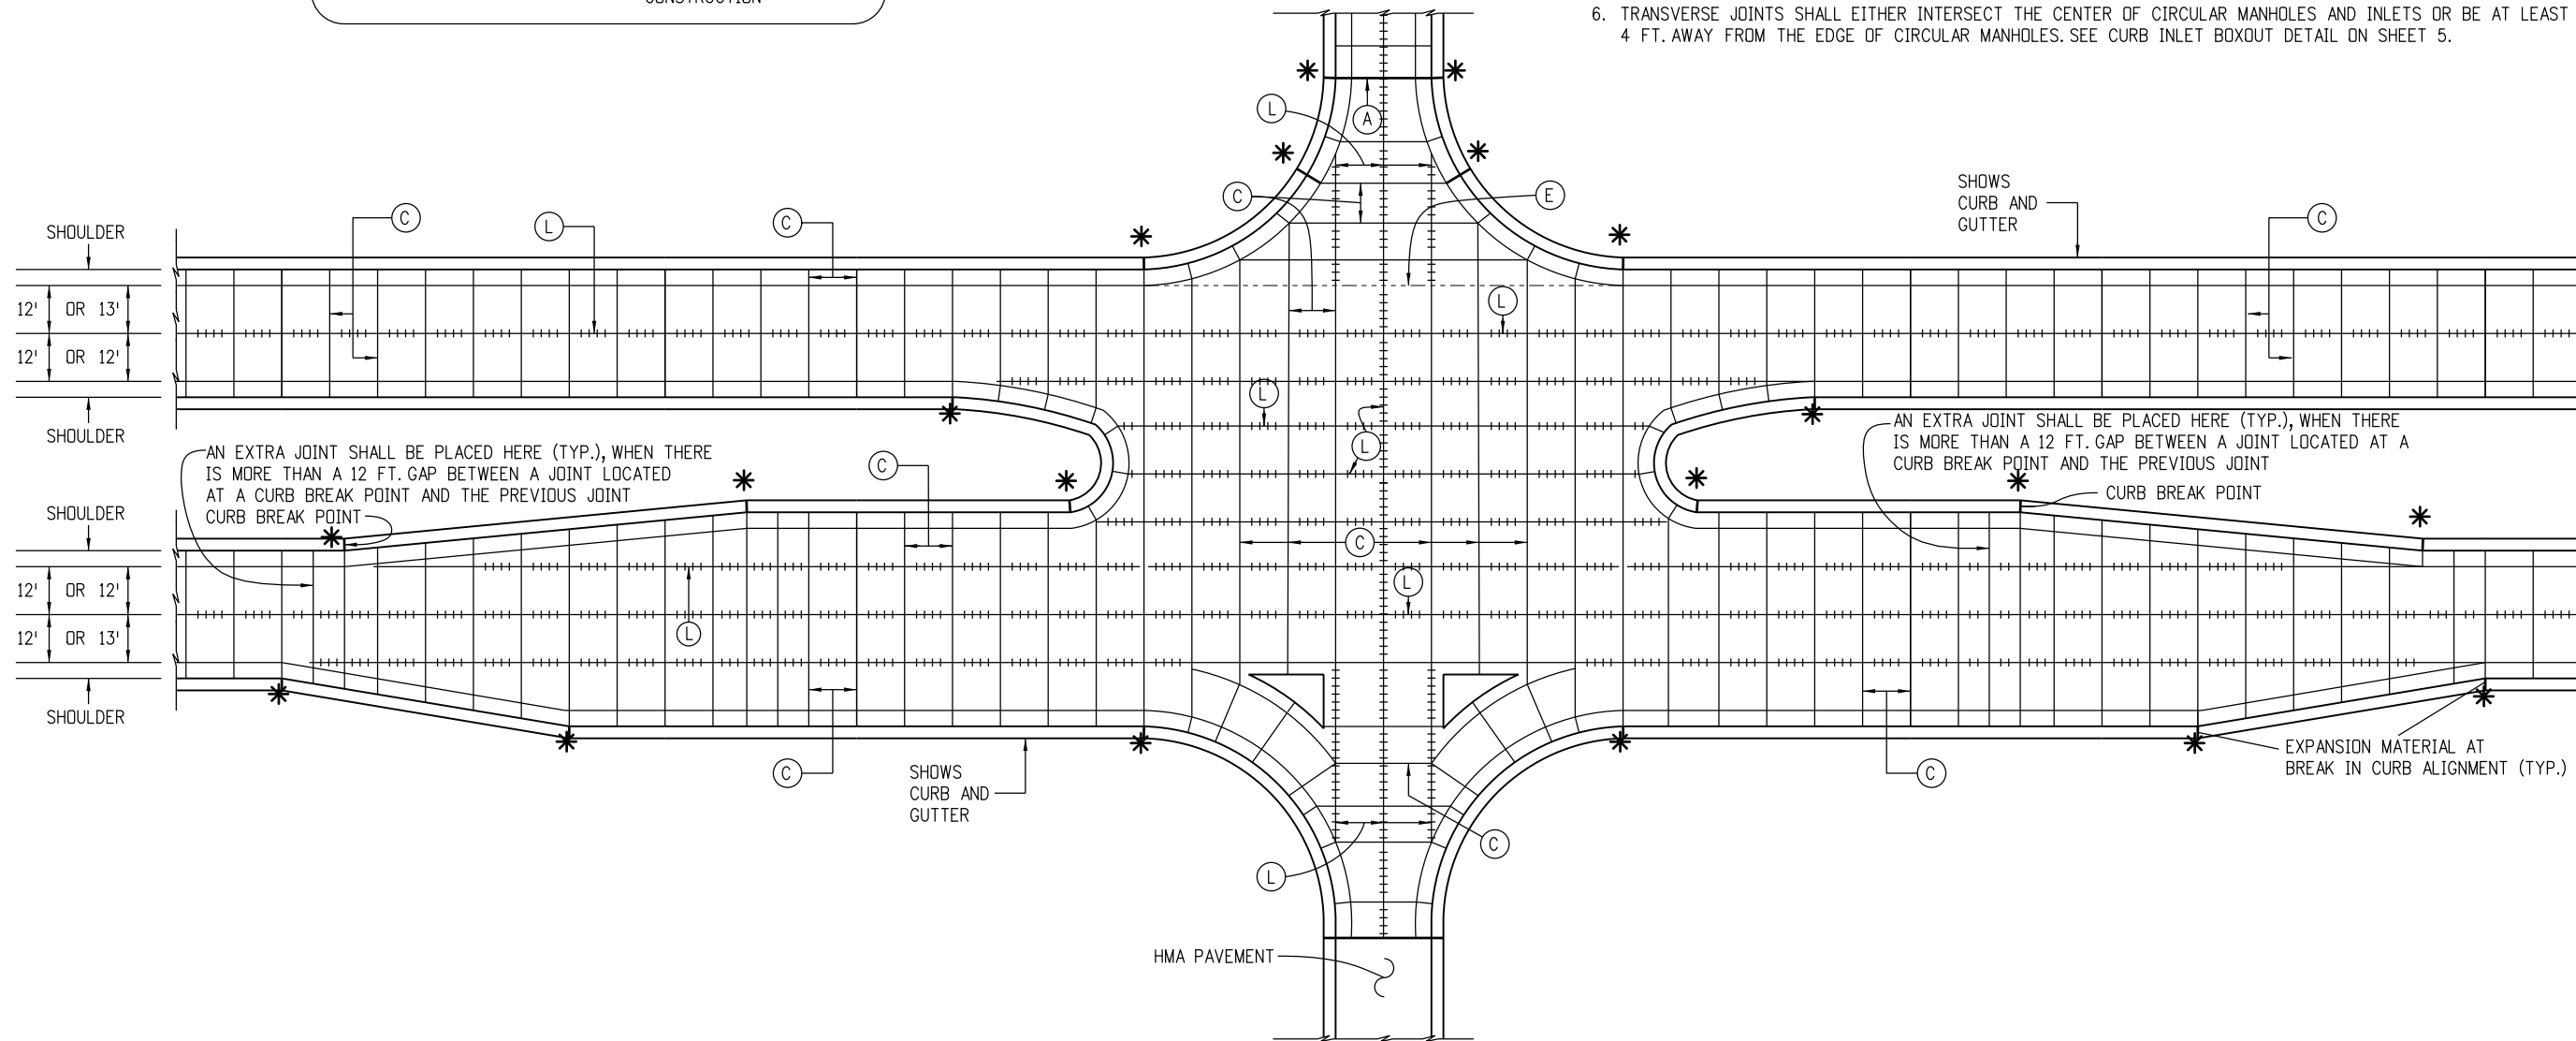 6. TRANSVERSE JOINTS SHALL EITHER INTERSECT THE CENTER OF CIRCULAR MANHOLES AND INLETS OR BE AT LEAST
4 FT. AWAY FROM THE EDGE OF CIRCULAR MANHOLES. SEE CURB INLET BOXOUT DETAIL ON SHEET 5.
L
A
C
E
SHOWS
CURB AND
GUTTER
C
L
C
C
SHOULDER
12' OR 13'
12' OR 12'
SHOULDER
L
L
L
AN EXTRA JOINT SHALL BE PLACED HERE (TYP.), WHEN THERE
IS MORE THAN A 12 FT. GAP BETWEEN A JOINT LOCATED
AT A CURB BREAK POINT AND THE PREVIOUS JOINT
CURB BREAK POINT
C
AN EXTRA JOINT SHALL BE PLACED HERE (TYP.), WHEN THERE
IS MORE THAN A 12 FT. GAP BETWEEN A JOINT LOCATED AT A
CURB BREAK POINT AND THE PREVIOUS JOINT
CURB BREAK POINT
SHOULDER
12' OR 12'
12' OR 13'
SHOULDER
C
L
L
C
SHOWS
CURB AND
GUTTER
C
EXPANSION MATERIAL AT
BREAK IN CURB ALIGNMENT (TYP.)
C
L
HMA PAVEMENT